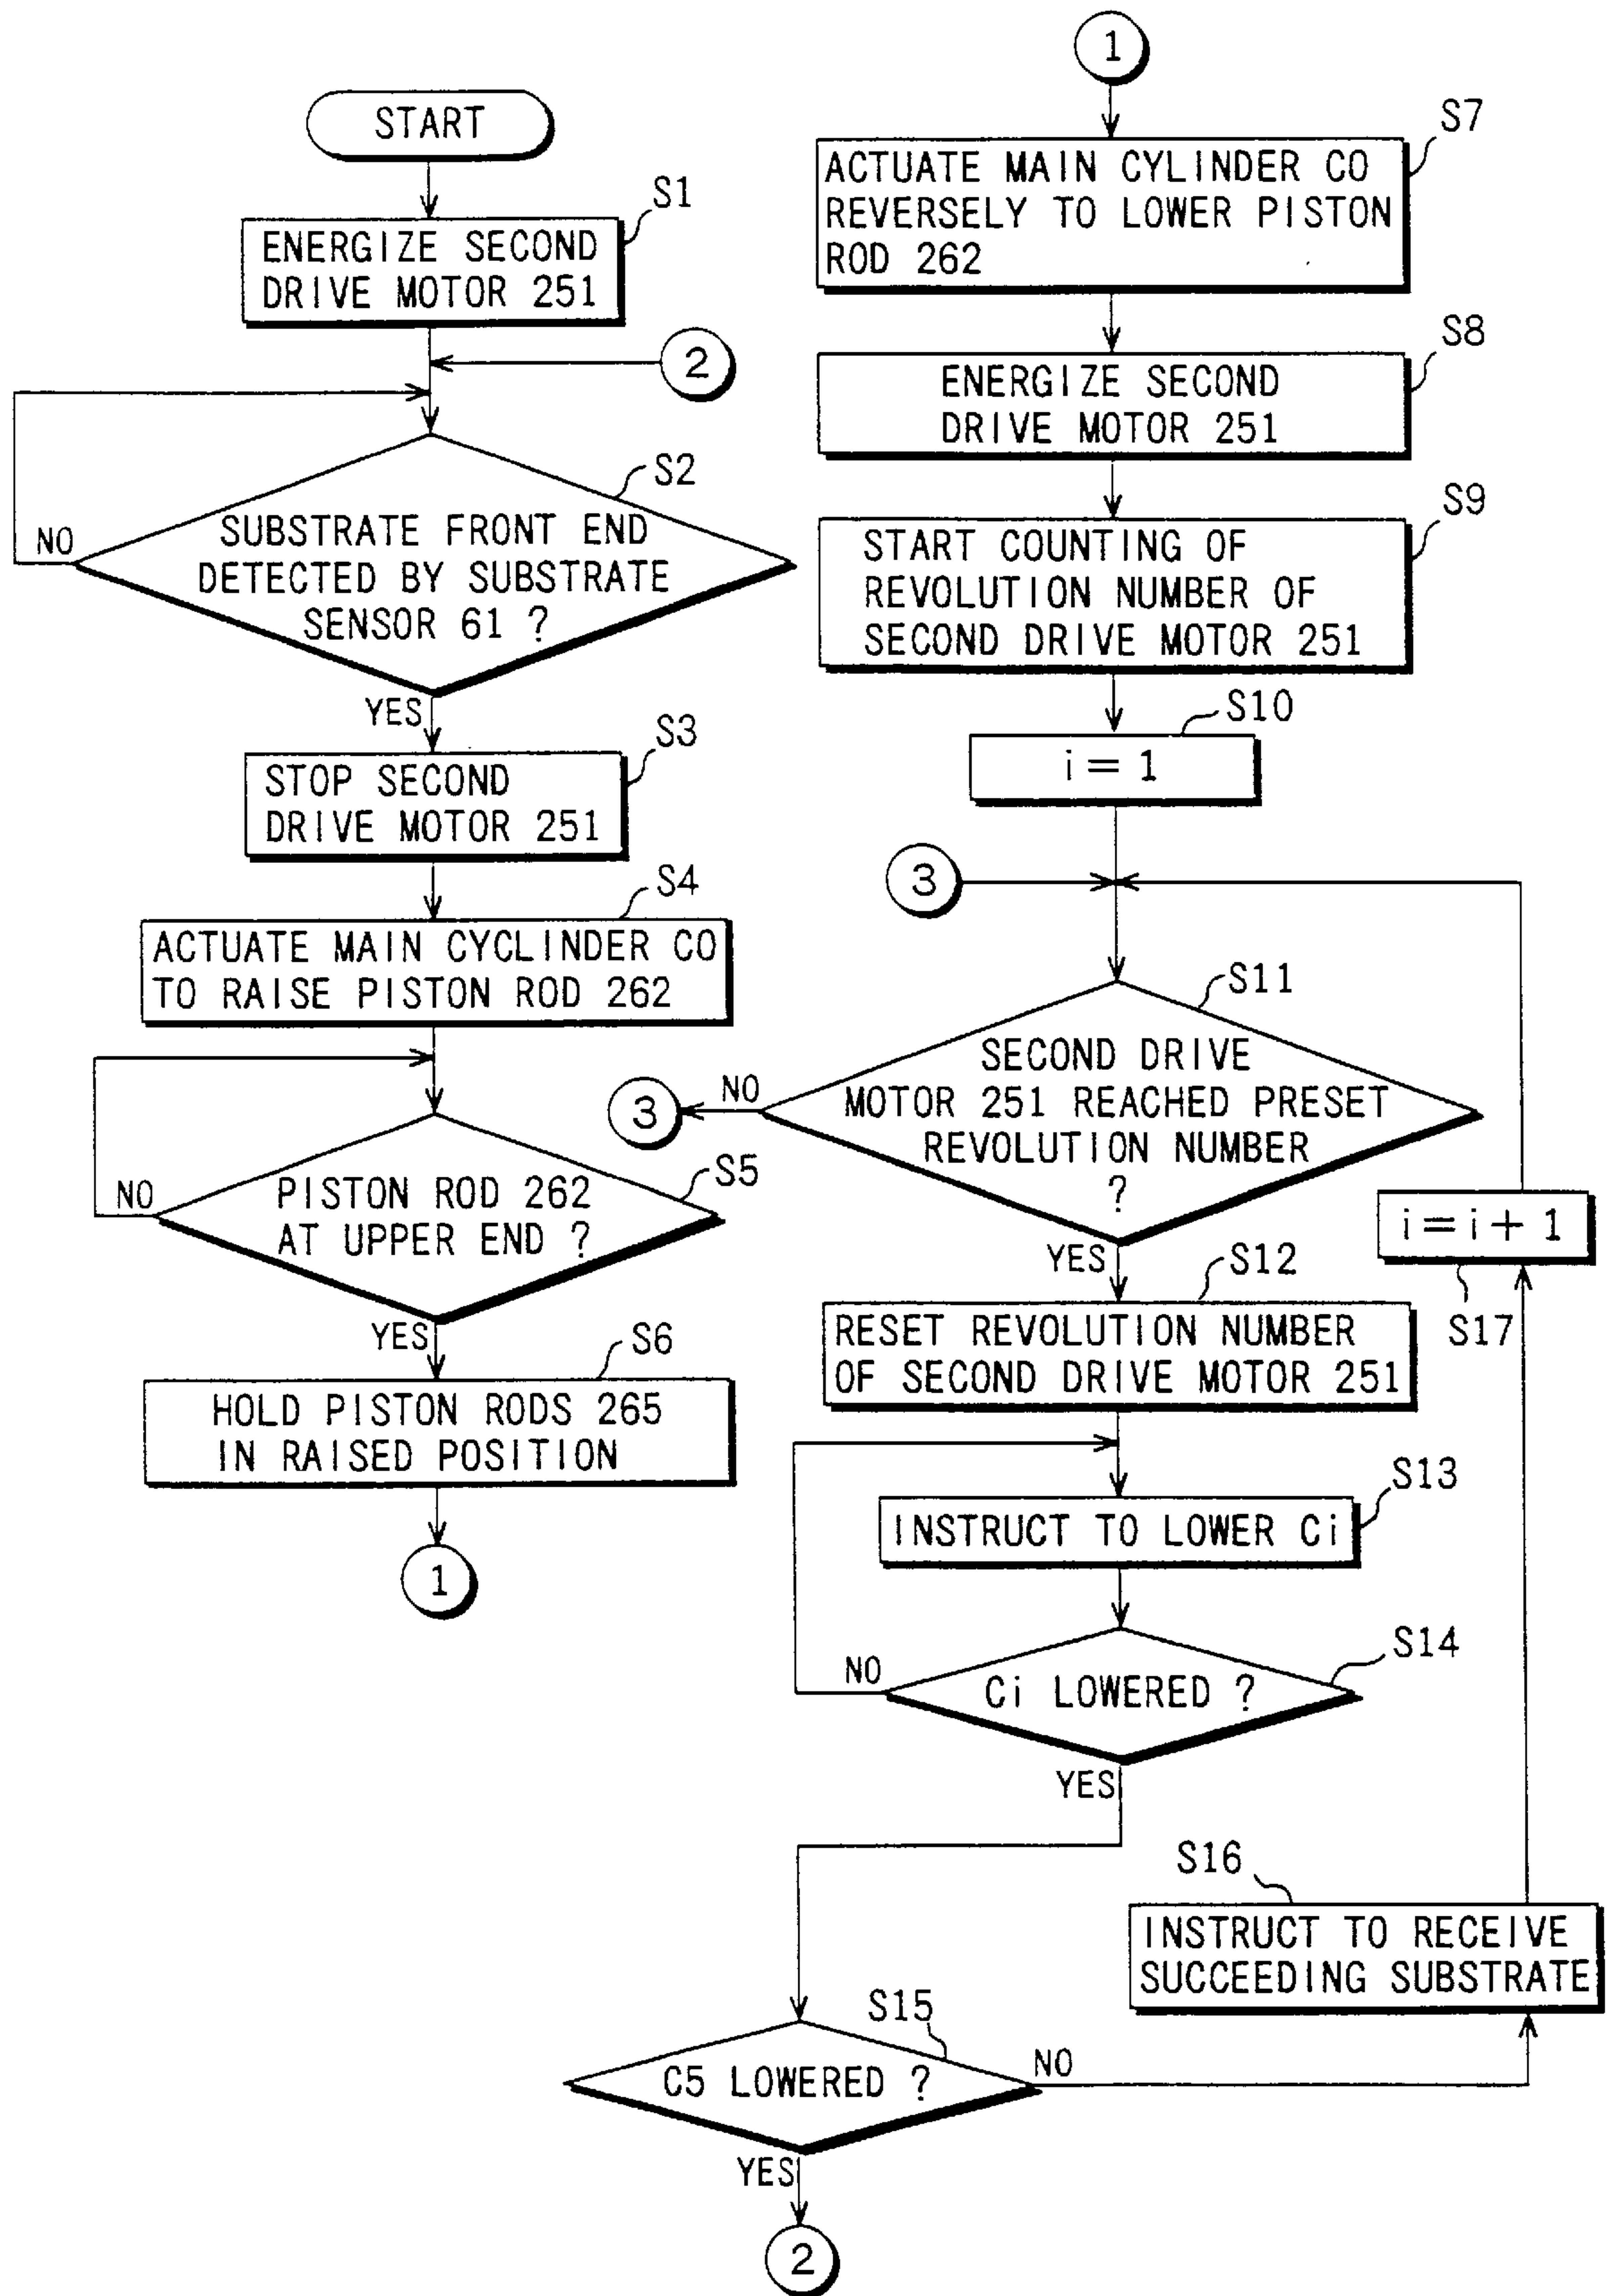 START
S1
ENERGIZE SECOND
DRIVE MOTOR 251
2
S2
SUBSTRATE FRONT END
DETECTED BY SUBSTRATE
SENSOR 61 ?
NO
YES
S3
STOP SECOND
DRIVE MOTOR 251
S4
ACTUATE MAIN CYCLINDER CO
TO RAISE PISTON ROD 262
S5
PISTON ROD 262
AT UPPER END ?
NO
YES
S6
HOLD PISTON RODS 265
IN RAISED POSITION
1
1
S7
ACTUATE MAIN CYLINDER CO
REVERSELY TO LOWER PISTON
ROD 262
S8
ENERGIZE SECOND
DRIVE MOTOR 251
S9
START COUNTING OF
REVOLUTION NUMBER OF
SECOND DRIVE MOTOR 251
S10
i = 1
3
S11
SECOND DRIVE
MOTOR 251 REACHED PRESET
REVOLUTION NUMBER
?
NO
3
YES
S12
RESET REVOLUTION NUMBER
OF SECOND DRIVE MOTOR 251
S13
INSTRUCT TO LOWER Ci
S14
Ci LOWERED ?
NO
YES
S15
C5 LOWERED ?
NO
YES
2
S16
INSTRUCT TO RECEIVE
SUCCEEDING SUBSTRATE
i = i + 1
S17